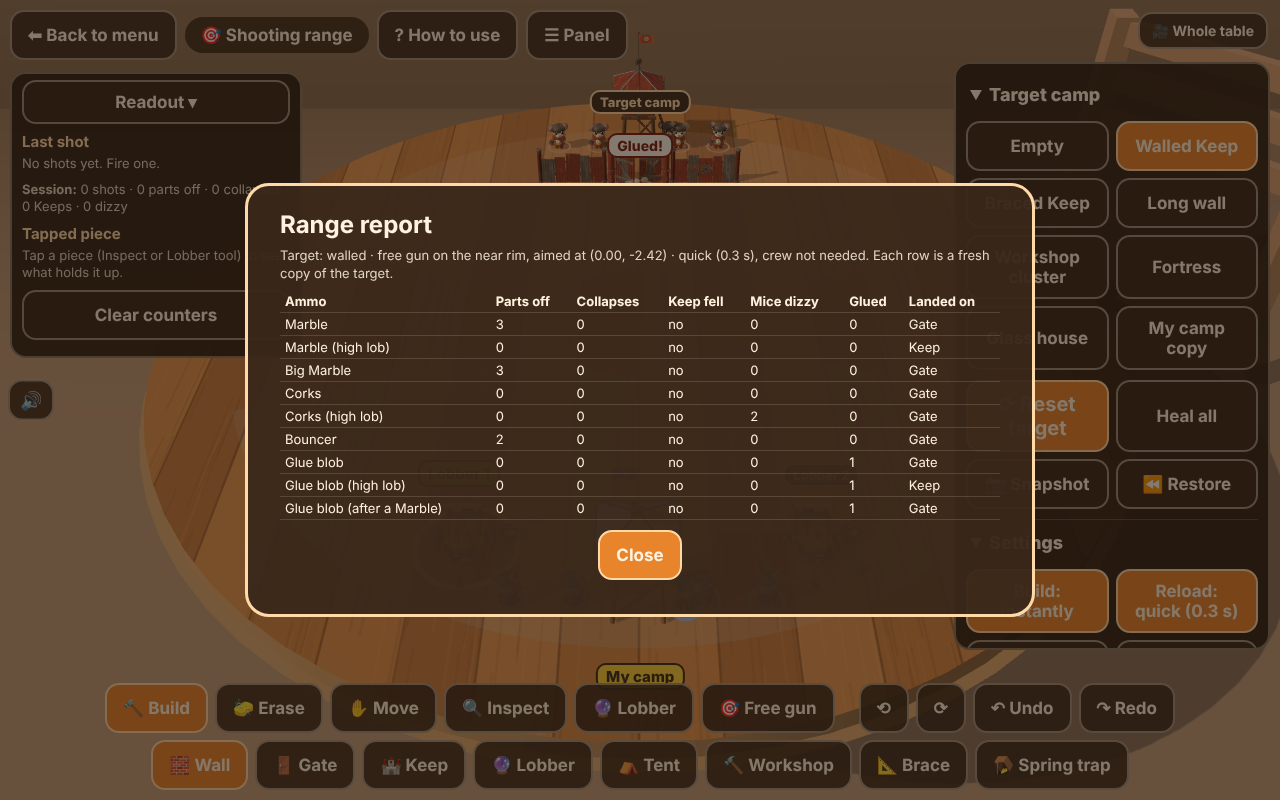 ⬅ Back to menu
🎯 Shooting range
? How to use
☰ Panel
🎥 Whole table
Readout ▾
Last shot
No shots yet. Fire one.
Session: 0 shots · 0 parts off · 0
0 Keeps · 0 dizzy
Tapped piece
Tap a piece (Inspect or Lobber tool)
what holds it up.
Clear counters
🔊
Target camp
Glued!
▼ Target camp
Empty
Walled Keep
Keep
Long wall
Fortress
house
My camp
copy
Heal all
⏪ Restore
Reload:
quick (0.3 s)
Range report
Target: walled · free gun on the near rim, aimed at (0.00, -2.42) · quick (0.3 s), crew not needed. Each row is a fresh
copy of the target.
Ammo Parts off Collapses Keep fell Mice dizzy Glued Landed on
Marble 3 0 no 0 0 Gate
Marble (high lob) 0 0 no 0 0 Keep
Big Marble 3 0 no 0 0 Gate
Corks 0 0 no 0 0 Gate
Corks (high lob) 0 0 no 2 0 Gate
Bouncer 2 0 no 0 0 Gate
Glue blob 0 0 no 0 1 Gate
Glue blob (high lob) 0 0 no 0 1 Keep
Glue blob (after a Marble) 0 0 no 0 1 Gate
Close
My camp
🔨 Build
🧽 Erase
✋ Move
🔍 Inspect
🔮 Lobber
🎯 Free gun
⟲
⟳
↶ Undo
↷ Redo
🧱 Wall
🚪 Gate
🏰 Keep
🔮 Lobber
⛺ Tent
🔨 Workshop
📐 Brace
🪤 Spring trap